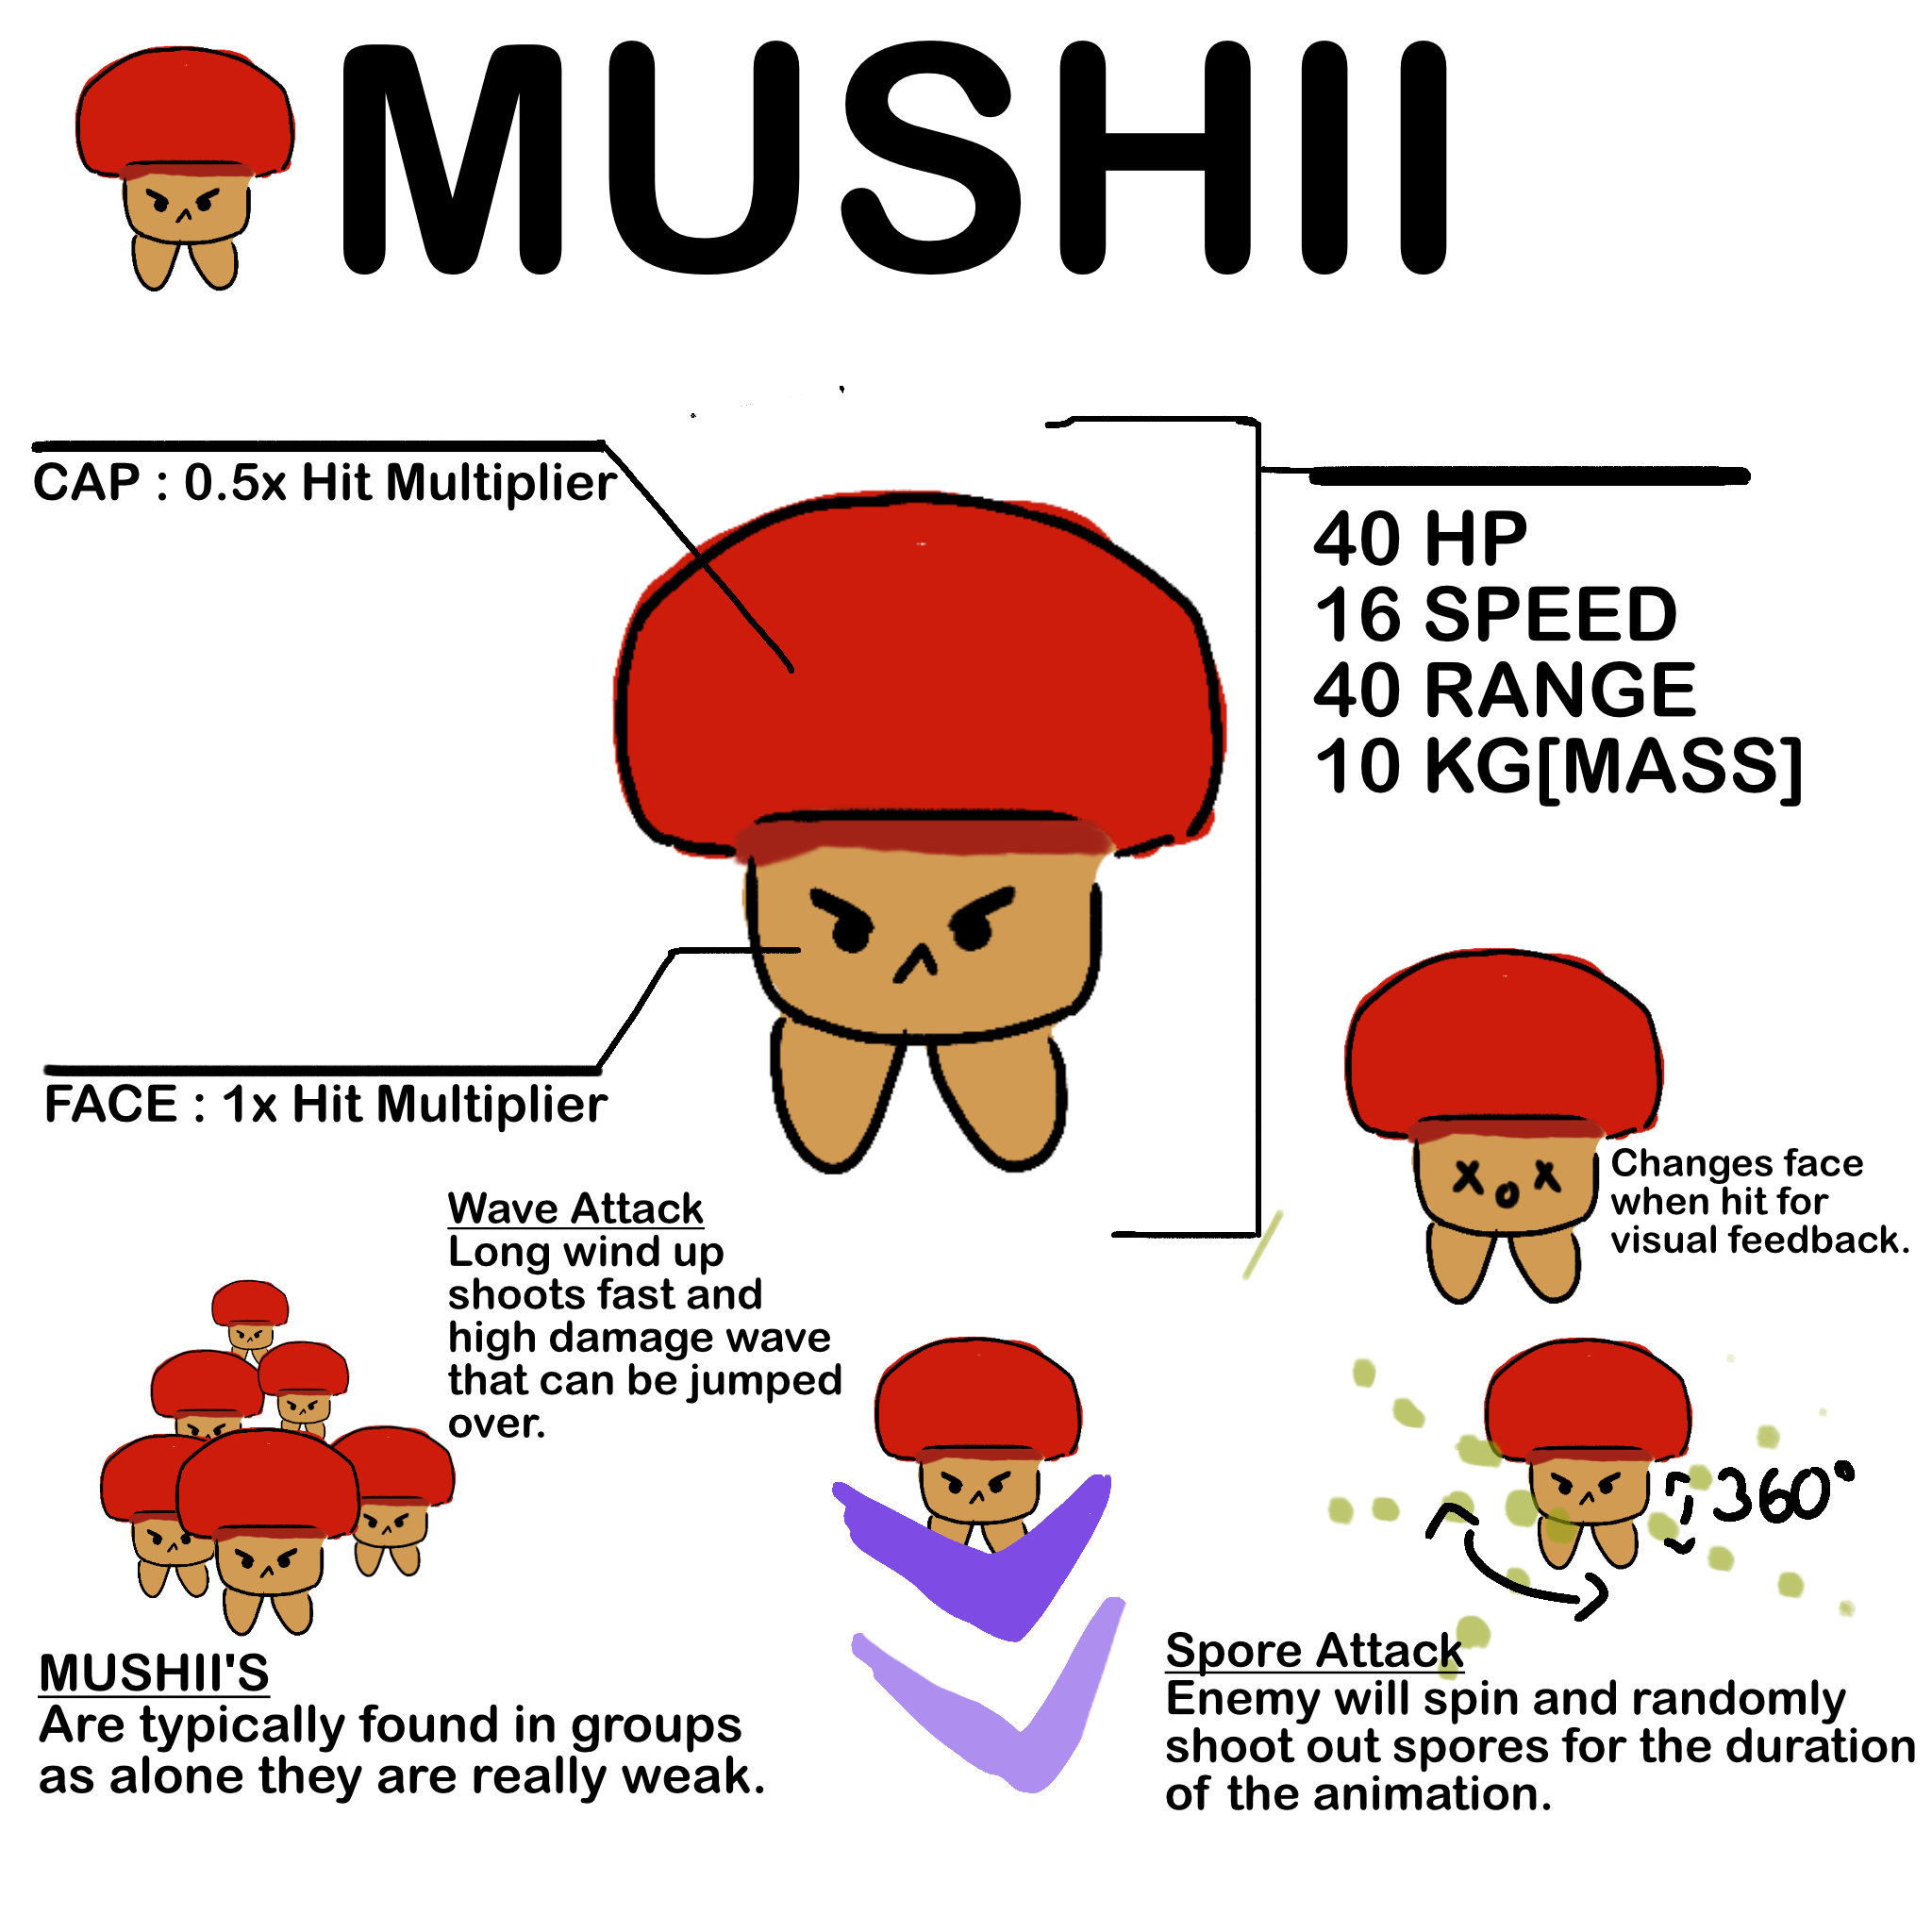 MUSHII
CAP : 0.5x Hit Multiplier
40 HP
16 SPEED
40 RANGE
10 KG[MASS]
FACE : 1x Hit Multiplier
Changes face
when hit for
visual feedback.
Wave Attack
Long wind up
shoots fast and
high damage wave
that can be jumped
over.
360°
MUSHII'S
Are typically found in groups
as alone they are really weak.
Spore Attack
Enemy will spin and randomly
shoot out spores for the duration
of the animation.